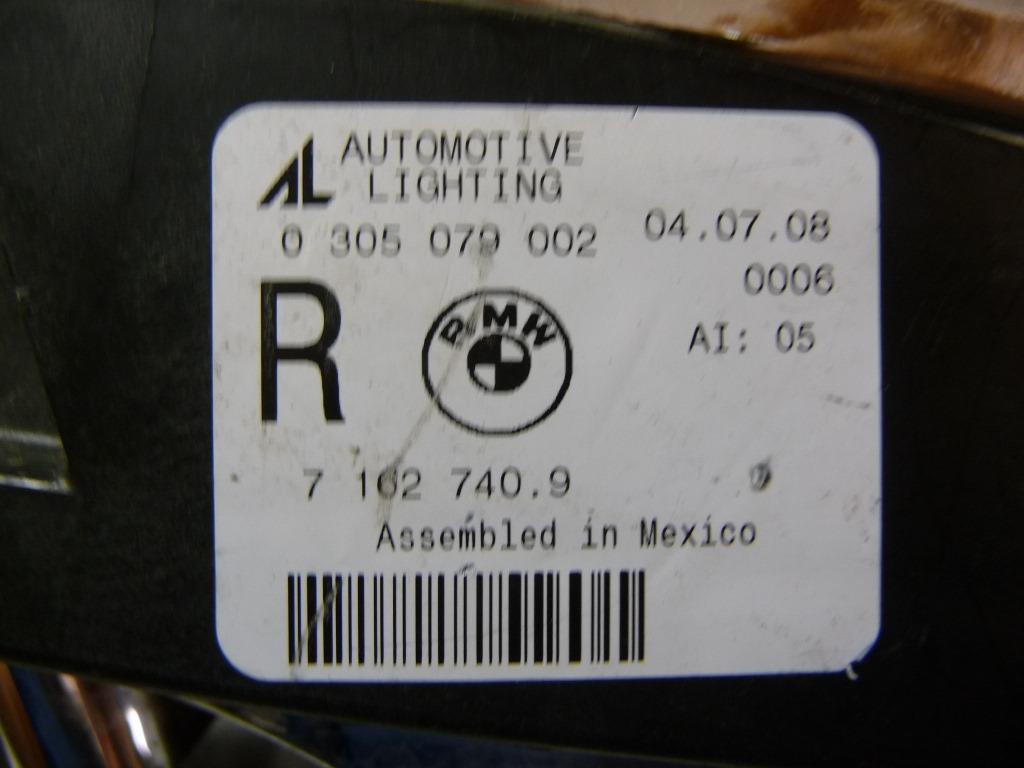 AL AUTOMOTIVE
LIGHTING
0 305 079 002
04.07.08
0006
R
BMW
AI: 05
7 162 740.9
Assembled in Mexico